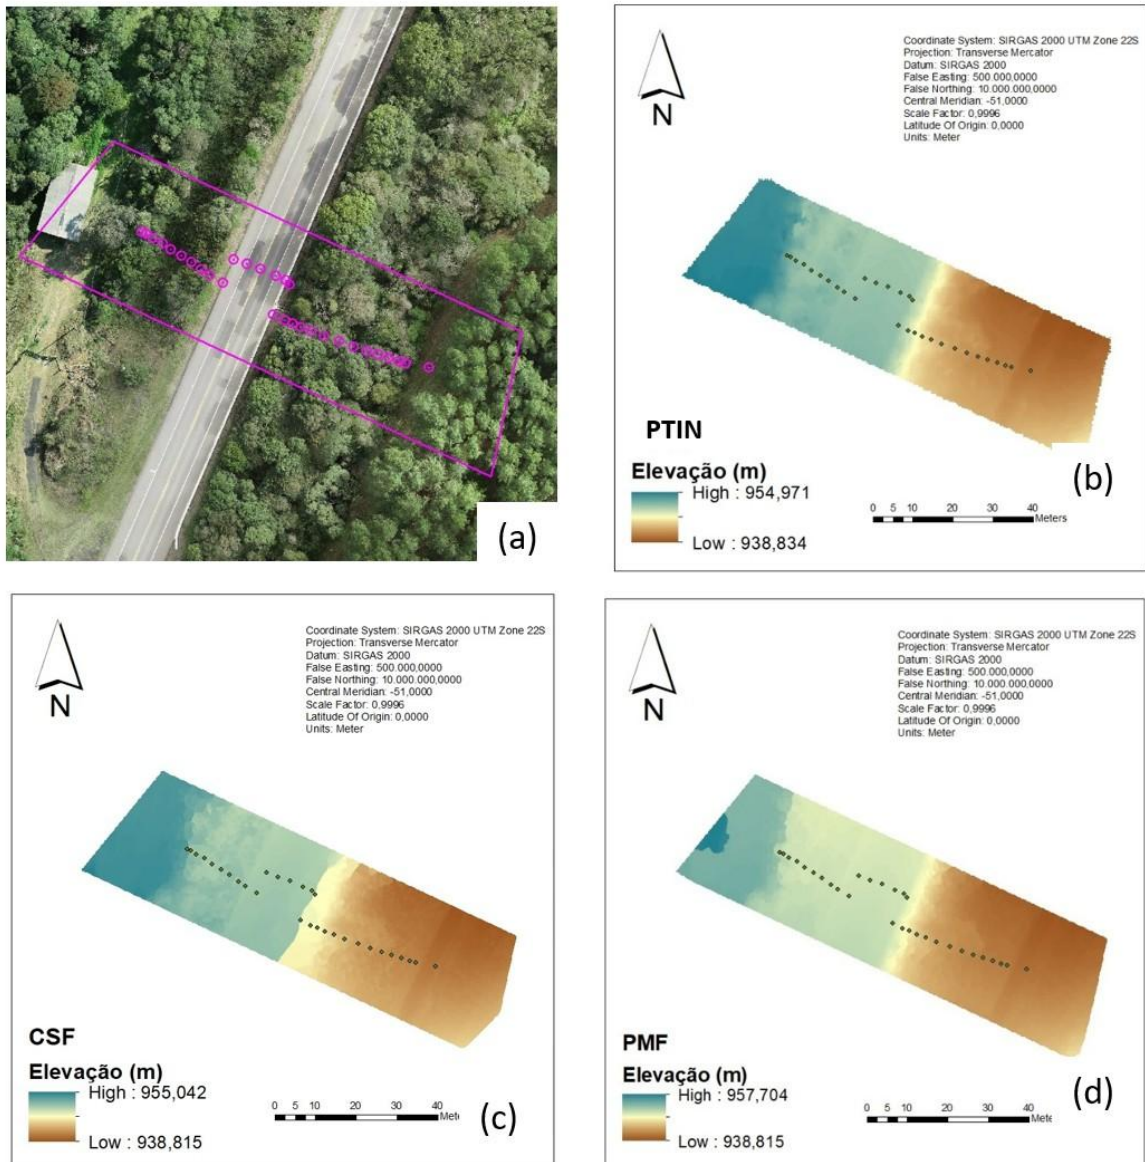 (a)
N
Coordinate System: SIRGAS 2000 UTM Zone 22S
Projection: Transverse Mercator
Datum: SIRGAS 2000
False Easting: 500.000,0000
False Northing: 10.000.000,0000
Central Meridian: -51,0000
Scale Factor: 0,9996
Latitude Of Origin: 0,0000
Units: Meter
PTIN
Elevação (m)
High : 954,971
Low : 938,834
0 5 10 20 30 40
Meters
(b)
N
Coordinate System: SIRGAS 2000 UTM Zone 22S
Projection: Transverse Mercator
Datum: SIRGAS 2000
False Easting: 500.000,0000
False Northing: 10.000.000,0000
Central Meridian: -51,0000
Scale Factor: 0,9996
Latitude Of Origin: 0,0000
Units: Meter
CSF
Elevação (m)
High : 955,042
Low : 938,815
0 5 10 20 30 40
(c)
N
Coordinate System: SIRGAS 2000 UTM Zone 22S
Projection: Transverse Mercator
Datum: SIRGAS 2000
False Easting: 500.000,0000
False Northing: 10.000.000,0000
Central Meridian: -51,0000
Scale Factor: 0,9996
Latitude Of Origin: 0,0000
Units: Meter
PMF
Elevação (m)
High : 957,704
Low : 938,815
0 5 10 20 30 40
(d)